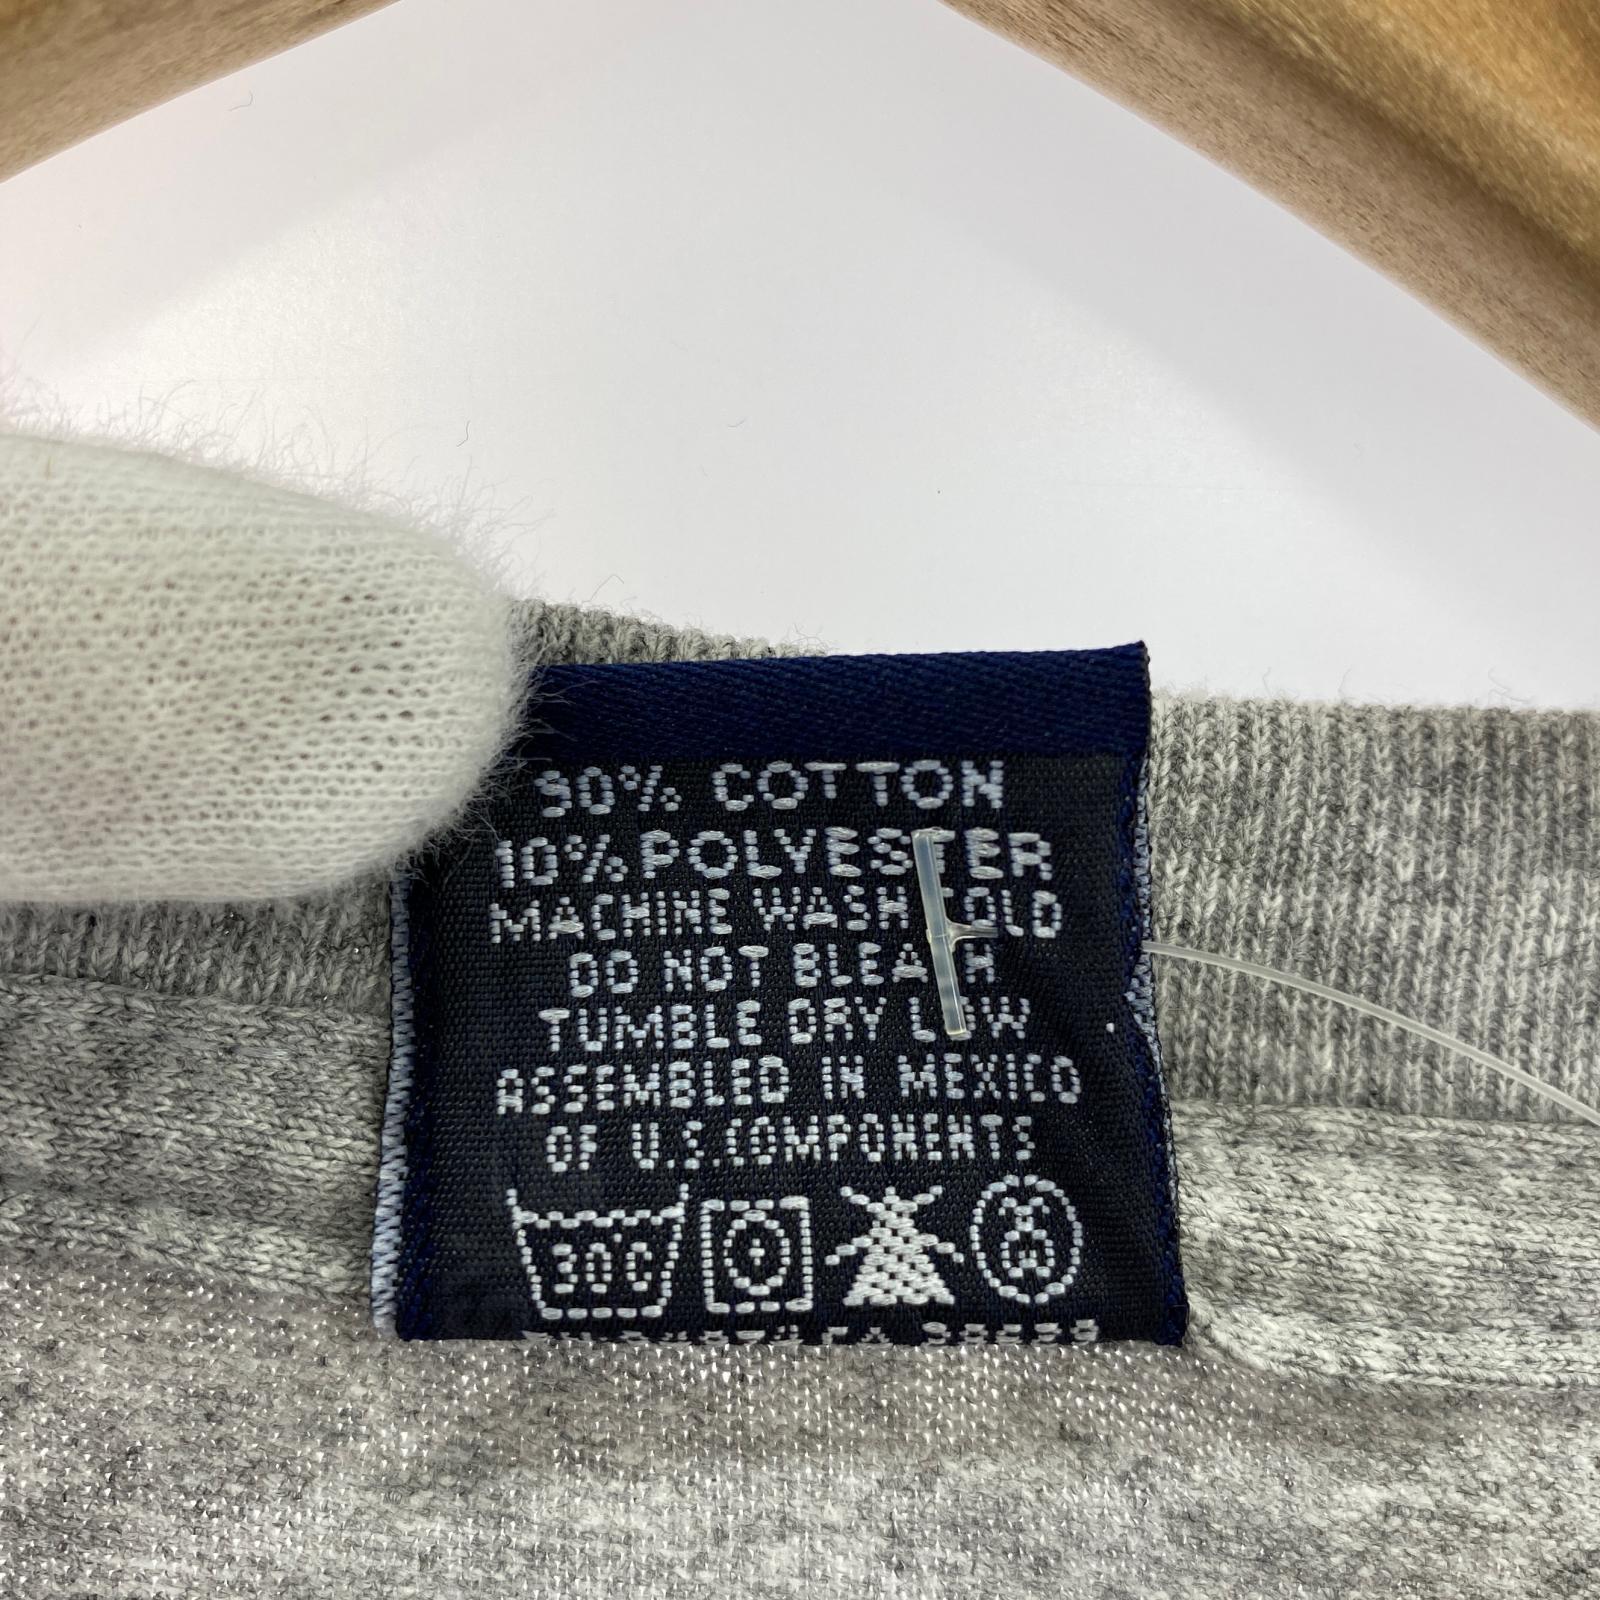 90% COTTON
10% POLYESTER
MACHINE WASH COLD
DO NOT BLEACH
TUMBLE DRY LOW
ASSEMBLED IN MEXICO
OF U.S. COMPONENTS
30C